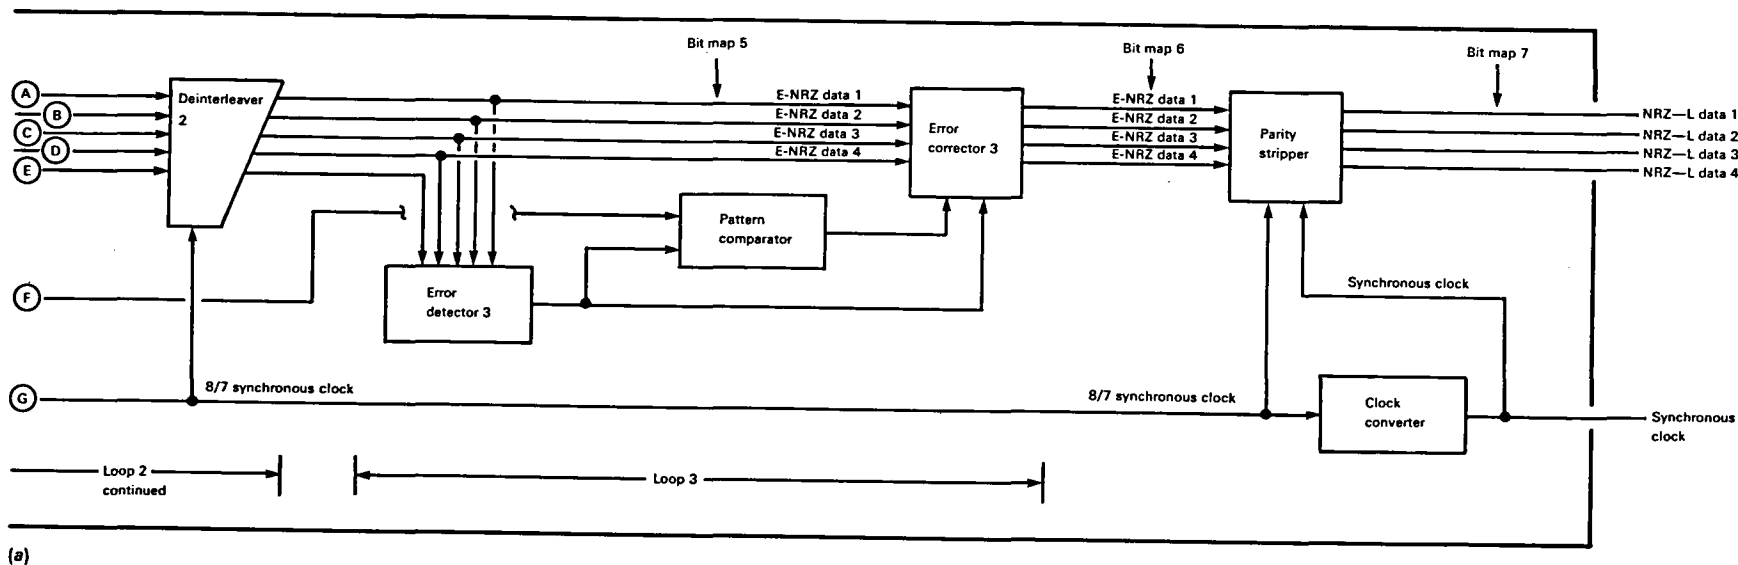 Bit map 5
Bit map 6
Bit map 7
A
B
C
D
E
Deinterleaver
2
E-NRZ data 1
E-NRZ data 2
E-NRZ data 3
E-NRZ data 4
Error
corrector 3
E-NRZ data 1
E-NRZ data 2
E-NRZ data 3
E-NRZ data 4
Parity
stripper
NRZ—L data 1
NRZ—L data 2
NRZ—L data 3
NRZ—L data 4
Pattern
comparator
F
Error
detector 3
Synchronous clock
G
8/7 synchronous clock
8/7 synchronous clock
Clock
converter
Synchronous
clock
Loop 2
continued
Loop 3
(a)